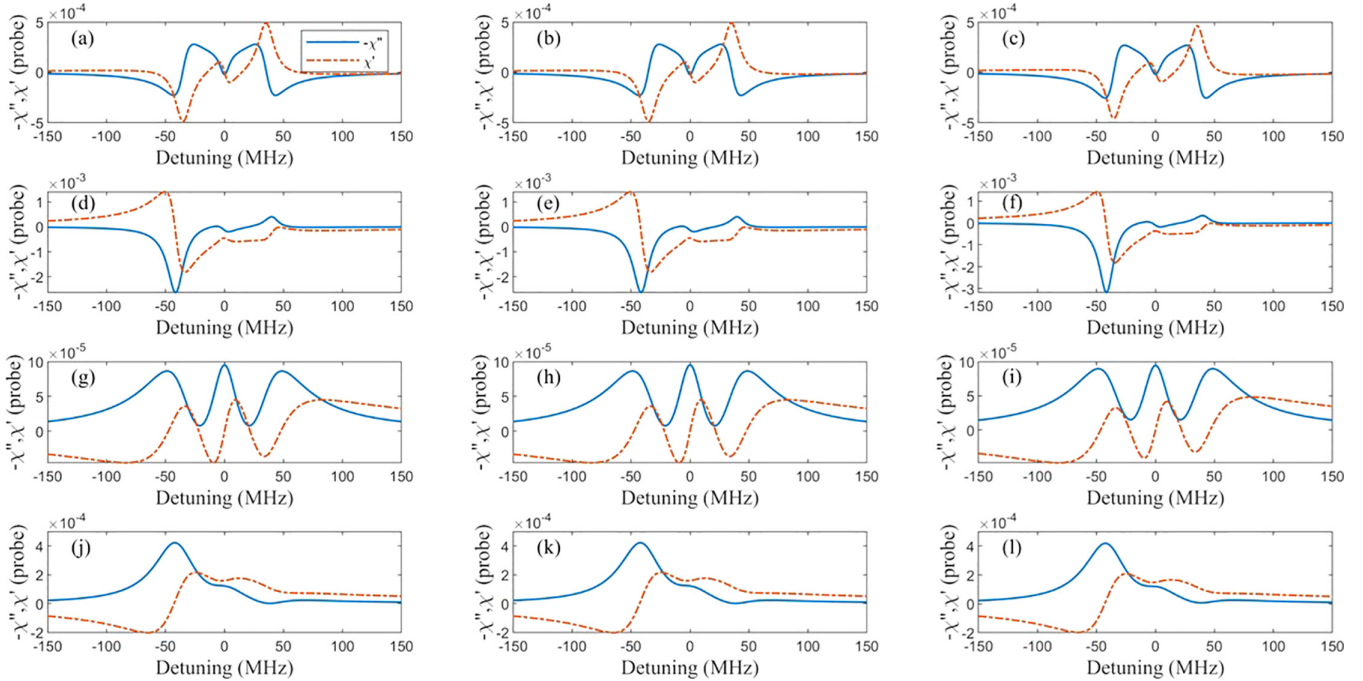 ×10⁻⁴ ×10⁻⁴ ×10⁻⁴
(a) (b) (c)
-χ'' χ'
-χ'',χ' (probe) -χ'',χ' (probe) -χ'',χ' (probe)
5 5 5
0 0 0
-5 -5 -5
-150 -100 -50 0 50 100 150 -150 -100 -50 0 50 100 150 -150 -100 -50 0 50 100 150
Detuning (MHz) Detuning (MHz) Detuning (MHz)
×10⁻³ ×10⁻³ ×10⁻³
(d) (e) (f)
-χ'',χ' (probe) -χ'',χ' (probe) -χ'',χ' (probe)
1 1 1
0 0 0
-1 -1 -1
-2 -2 -2
-3
-150 -100 -50 0 50 100 150 -150 -100 -50 0 50 100 150 -150 -100 -50 0 50 100 150
Detuning (MHz) Detuning (MHz) Detuning (MHz)
×10⁻⁵ ×10⁻⁵ ×10⁻⁵
(g) (h) (i)
-χ'',χ' (probe) -χ'',χ' (probe) -χ'',χ' (probe)
10 10 10
5 5 5
0 0 0
-150 -100 -50 0 50 100 150 -150 -100 -50 0 50 100 150 -150 -100 -50 0 50 100 150
Detuning (MHz) Detuning (MHz) Detuning (MHz)
×10⁻⁴ ×10⁻⁴ ×10⁻⁴
(j) (k) (l)
-χ'',χ' (probe) -χ'',χ' (probe) -χ'',χ' (probe)
4 4 4
2 2 2
0 0 0
-2 -2 -2
-150 -100 -50 0 50 100 150 -150 -100 -50 0 50 100 150 -150 -100 -50 0 50 100 150
Detuning (MHz) Detuning (MHz) Detuning (MHz)